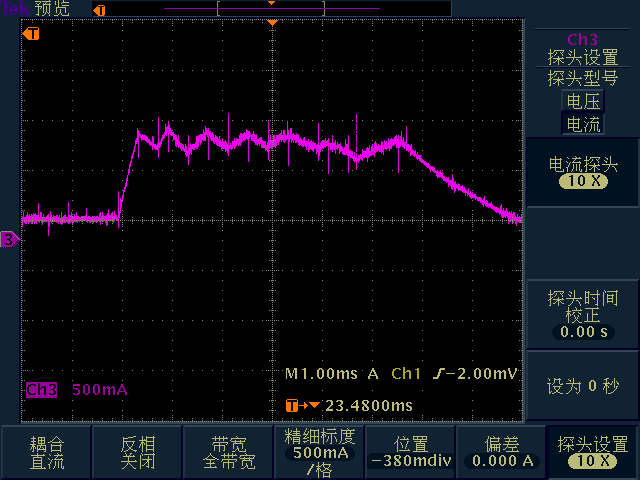 Tek 预览
T
T
Ch3
探头设置
探头型号
电压
电流
电流探头
10 X
3
探头时间
校正
0.00 s
M1.00ms A Ch1 ƒ-2.00mV
Ch3 500mA
设为 0 秒
T→▼ 23.4800ms
耦合
直流
反相
关闭
带宽
全带宽
精细标度
500mA
/格
位置
-380mdiv
偏差
0.000 A
探头设置
10 X